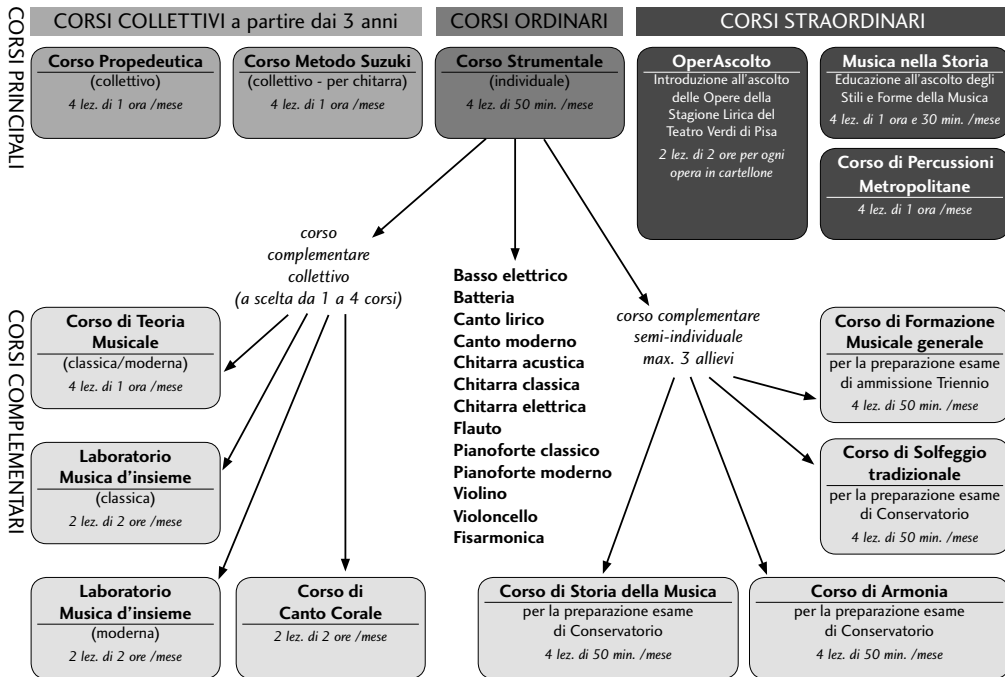 CORSI PRINCIPALI
CORSI COLLETTIVI a partire dai 3 anni
CORSI ORDINARI
CORSI STRAORDINARI
Corso Propedeutica
(collettivo)
4 lez. di 1 ora /mese
Corso Metodo Suzuki
(collettivo - per chitarra)
4 lez. di 1 ora /mese
Corso Strumentale
(individuale)
4 lez. di 50 min. /mese
OperAscolto
Introduzione all’ascolto
delle Opere della
Stagione Lirica del
Teatro Verdi di Pisa
2 lez. di 2 ore per ogni
opera in cartellone
Musica nella Storia
Educazione all’ascolto degli
Stili e Forme della Musica
4 lez. di 1 ora e 30 min. /mese
Corso di Percussioni
Metropolitane
4 lez. di 1 ora /mese
corso
complementare
collettivo
(a scelta da 1 a 4 corsi)
Basso elettrico
Batteria
Canto lirico
Canto moderno
Chitarra acustica
Chitarra classica
Chitarra elettrica
Flauto
Pianoforte classico
Pianoforte moderno
Violino
Violoncello
Fisarmonica
corso complementare
semi-individuale
max. 3 allievi
CORSI COMPLEMENTARI
Corso di Teoria
Musicale
(classica/moderna)
4 lez. di 1 ora /mese
Laboratorio
Musica d’insieme
(classica)
2 lez. di 2 ore /mese
Laboratorio
Musica d’insieme
(moderna)
2 lez. di 2 ore /mese
Corso di
Canto Corale
2 lez. di 2 ore /mese
Corso di Formazione
Musicale generale
per la preparazione esame
di ammissione Triennio
4 lez. di 50 min. /mese
Corso di Solfeggio
tradizionale
per la preparazione esame
di Conservatorio
4 lez. di 50 min. /mese
Corso di Storia della Musica
per la preparazione esame
di Conservatorio
4 lez. di 50 min. /mese
Corso di Armonia
per la preparazione esame
di Conservatorio
4 lez. di 50 min. /mese